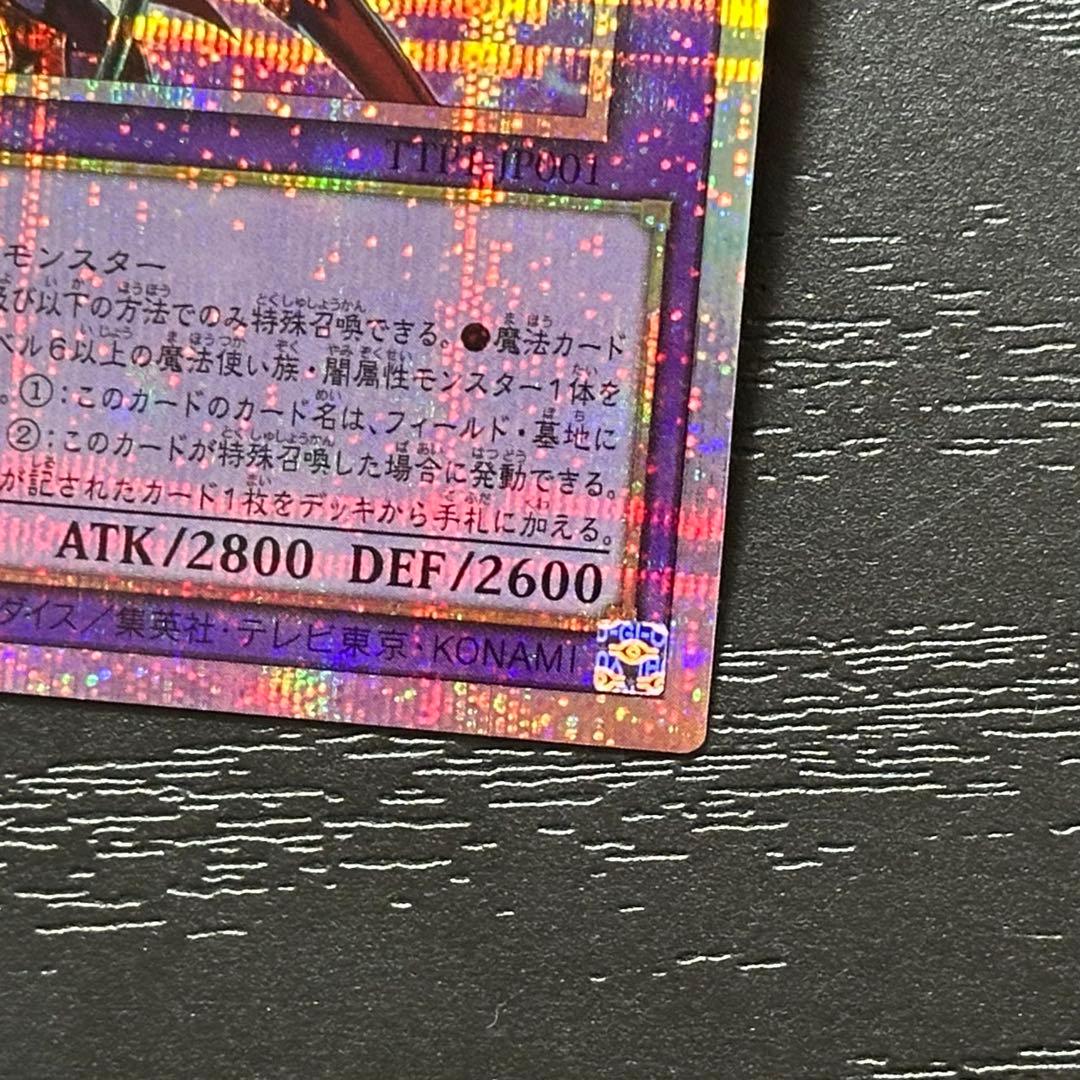 TTP1-JP001
モンスター
及び以下の方法でのみ特殊召喚できる。●魔法カード
ベル6以上の魔法使い族・闇属性モンスター1体を
。①:このカードのカード名は、フィールド・墓地に
②:このカードが特殊召喚した場合に発動できる。
が記されたカード1枚をデッキから手札に加える。
ATK/2800 DEF/2600
ダイス/集英社・テレビ東京・KONAMI